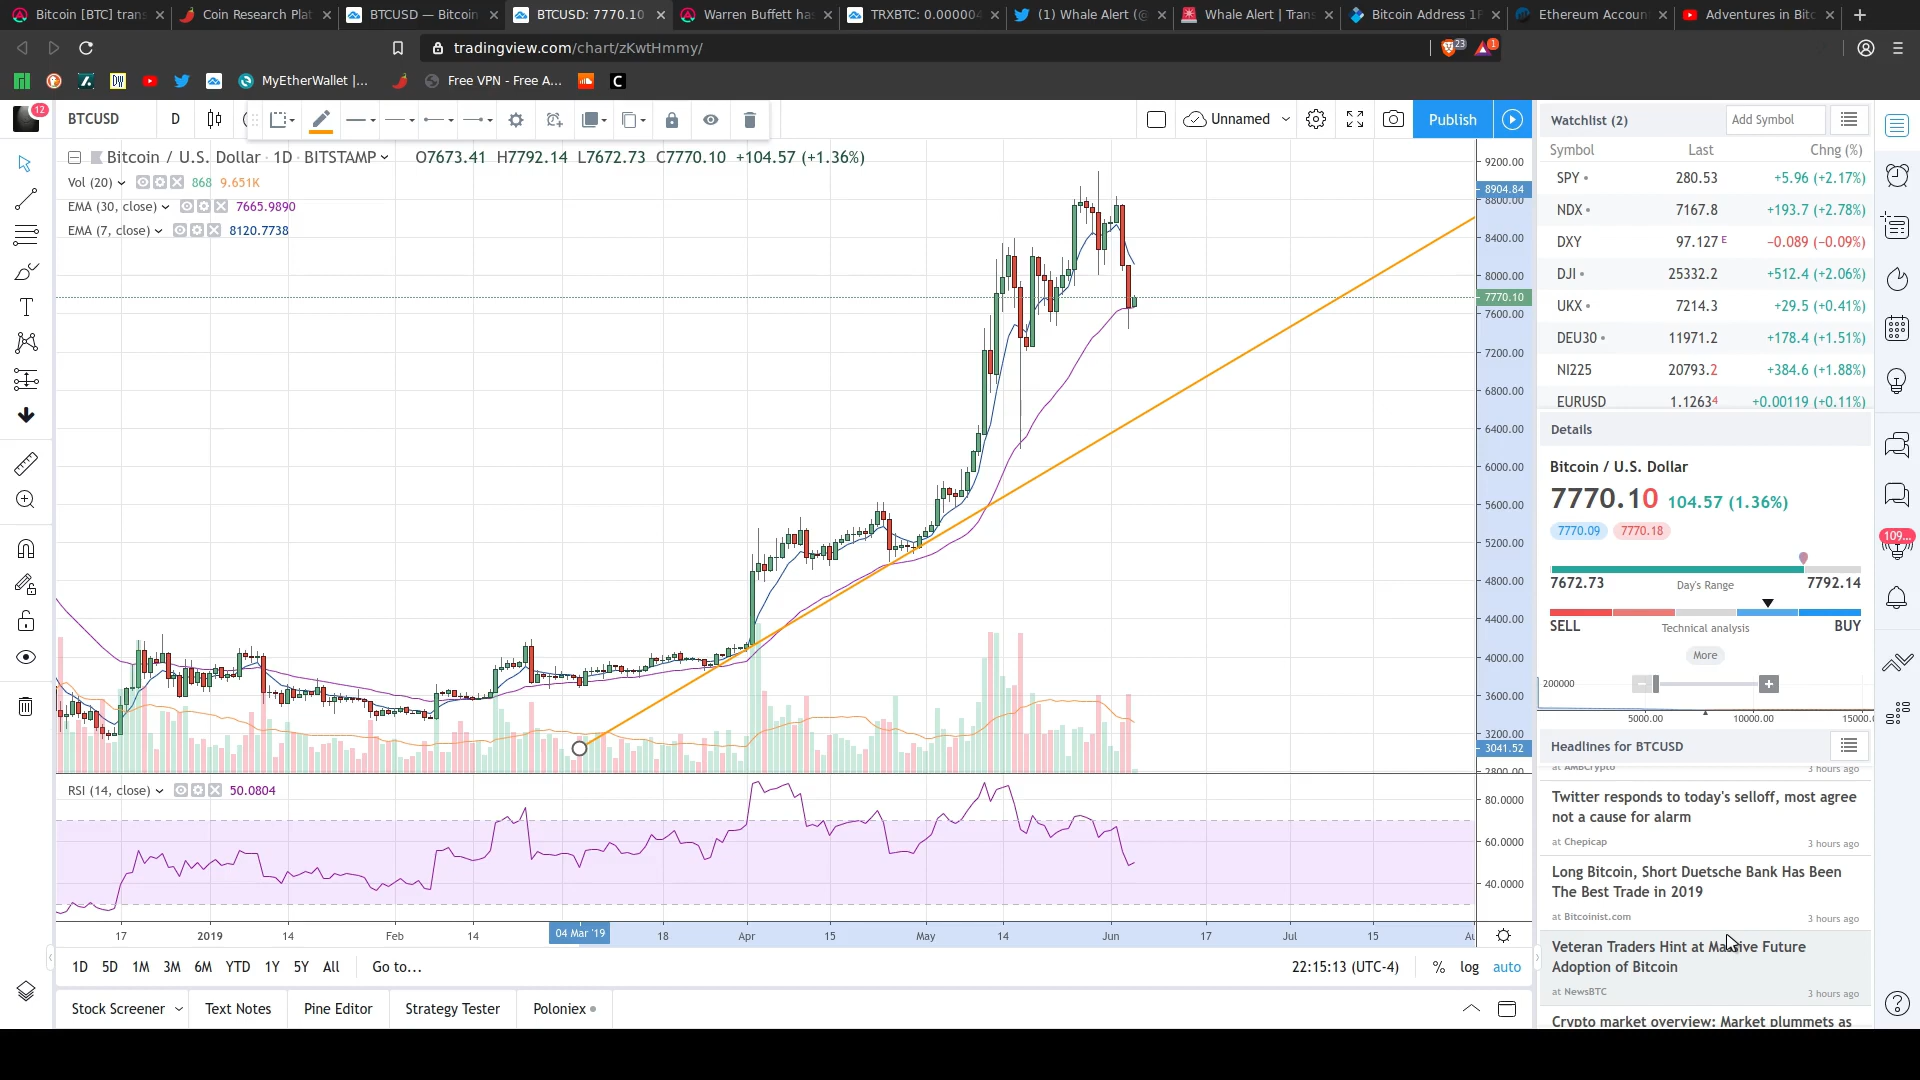 Bitcoin [BTC] trans
Coin Research Plat
BTCUSD — Bitcoin
BTCUSD: 7770.10
Warren Buffett ha
TRXBTC: 0.000004
(1) Whale Alert (@
Whale Alert | Trans
Bitcoin Address 1F
Ethereum Accoun
Adventures in Bitc
tradingview.com/chart/zKwtHmmy/
23
1
MyEtherWallet |...
Free VPN - Free A...
12
BTCUSD
D
Unnamed
Publish
Bitcoin / U.S. Dollar · 1D · BITSTAMP
O7673.41 H7792.14 L7672.73 C7770.10 +104.57 (+1.36%)
Vol (20) 868 9.651K
EMA (30, close) 7665.9890
EMA (7, close) 8120.7738
9200.00
8904.84
8800.00
8400.00
8000.00
7770.10
7600.00
7200.00
6800.00
6400.00
6000.00
5600.00
5200.00
4800.00
4400.00
4000.00
3600.00
3200.00
3041.52
2800.00
RSI (14, close) 50.0804
80.0000
60.0000
40.0000
17
2019
14
Feb
14
04 Mar '19
18
Apr
15
May
14
Jun
17
Jul
15
Au
1D 5D 1M 3M 6M YTD 1Y 5Y All Go to...
22:15:13 (UTC-4) % log auto
Stock Screener
Text Notes
Pine Editor
Strategy Tester
Poloniex
Watchlist (2)
Add Symbol
Symbol Last Chng (%)
SPY 280.53 +5.96 (+2.17%)
NDX 7167.8 +193.7 (+2.78%)
DXY 97.127 E −0.089 (−0.09%)
DJI 25332.2 +512.4 (+2.06%)
UKX 7214.3 +29.5 (+0.41%)
DEU30 11971.2 +178.4 (+1.51%)
NI225 20793.2 +384.6 (+1.88%)
EURUSD 1.12634 +0.00119 (+0.11%)
Details
Bitcoin / U.S. Dollar
7770.10 104.57 (1.36%)
7770.09 7770.18
7672.73 Day's Range 7792.14
SELL Technical analysis BUY
More
200000
5000.00 10000.00 15000.
Headlines for BTCUSD
at AMBCrypto 3 hours ago
Twitter responds to today's selloff, most agree
not a cause for alarm
at Chepicap 3 hours ago
Long Bitcoin, Short Duetsche Bank Has Been
The Best Trade in 2019
at Bitcoinist.com 3 hours ago
Veteran Traders Hint at Massive Future
Adoption of Bitcoin
at NewsBTC 3 hours ago
Crypto market overview: Market plummets as
109...